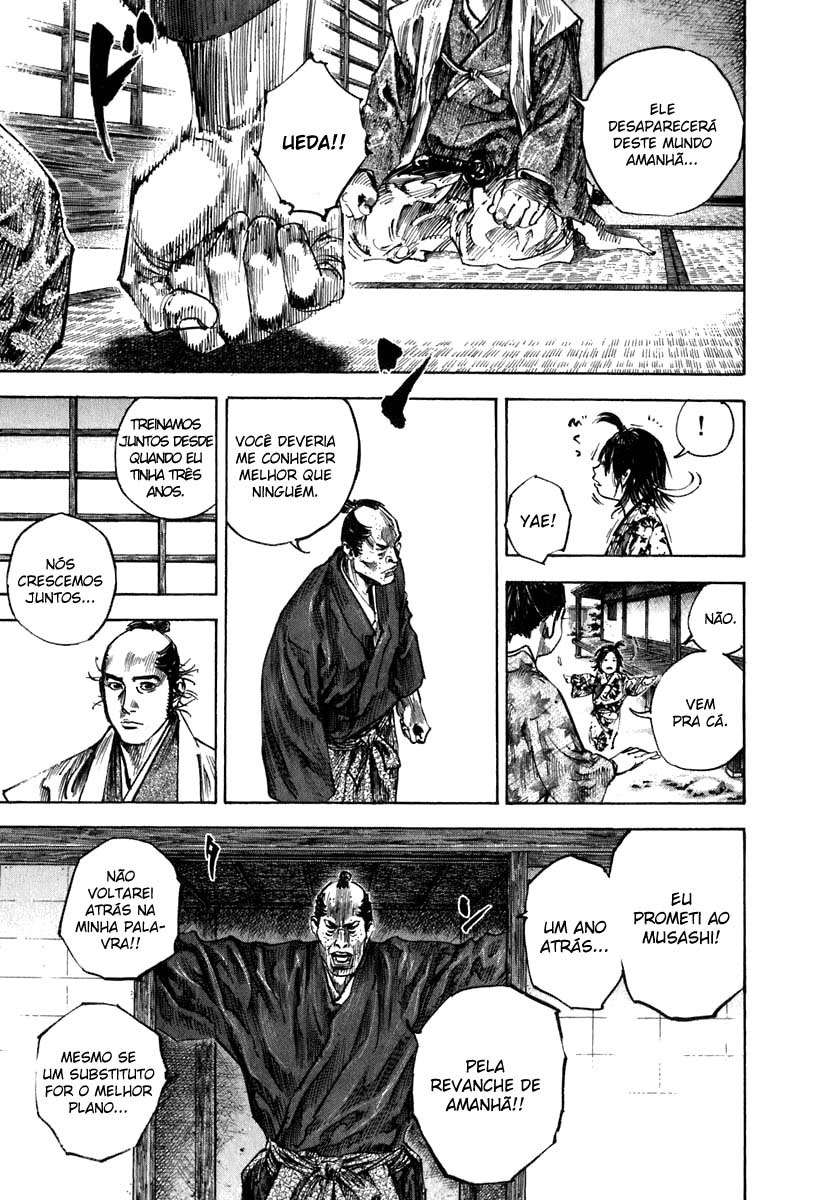 ELE
DESAPARECERÁ
DESTE MUNDO
AMANHÃ...
UEDA!!
!
YAE!
NÃO.
VEM
PRA CÁ.
VOCÊ DEVERIA
ME CONHECER
MELHOR QUE
NINGUÉM.
TREINAMOS
JUNTOS DESDE
QUANDO EU
TINHA TRÊS
ANOS.
NÓS
CRESCEMOS
JUNTOS...
EU
PROMETI AO
MUSASHI!
UM ANO
ATRÁS...
PELA
REVANCHE DE
AMANHÃ!!
NÃO
VOLTAREI
ATRÁS NA
MINHA PALA-
VRA!!
MESMO SE
UM SUBSTITUTO
FOR O MELHOR
PLANO...